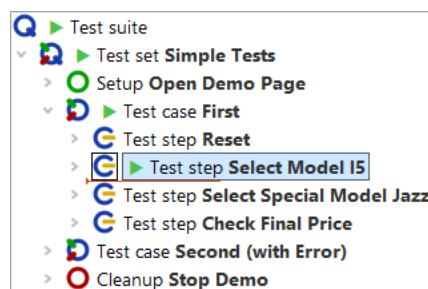 Test suite
Test set Simple Tests
Setup Open Demo Page
Test case First
Test step Reset
Test step Select Model I5
Test step Select Special Model Jazz
Test step Check Final Price
Test case Second (with Error)
Cleanup Stop Demo